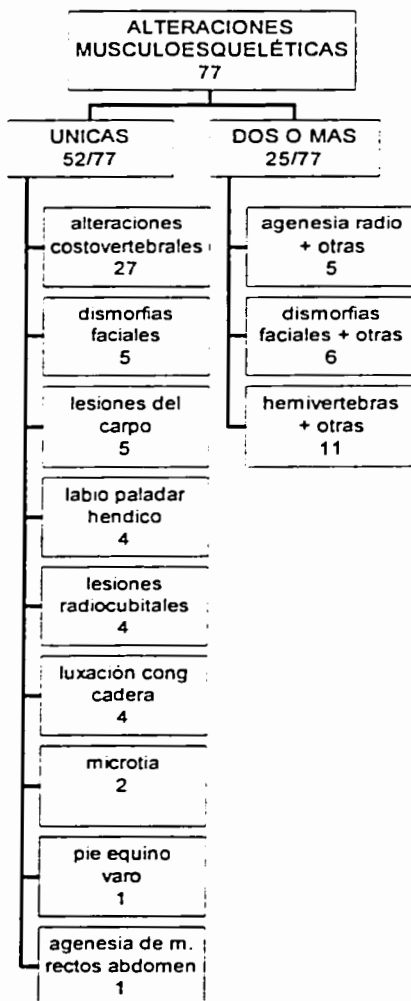 ALTERACIONES
MUSCULOESQUELÉTICAS
77
UNICAS
52/77
DOS O MAS
25/77
alteraciones
costovertebrales
27
dismorfias
faciales
5
lesiones del
carpo
5
labio paladar
hendico
4
lesiones
radiocubitales
4
luxación cong
cadera
4
microtia
2
pie equino
varo
1
agenesia de m.
rectos abdomen
1
agenesia radio
+ otras
5
dismorfias
faciales + otras
6
hemivertebras
+ otras
11